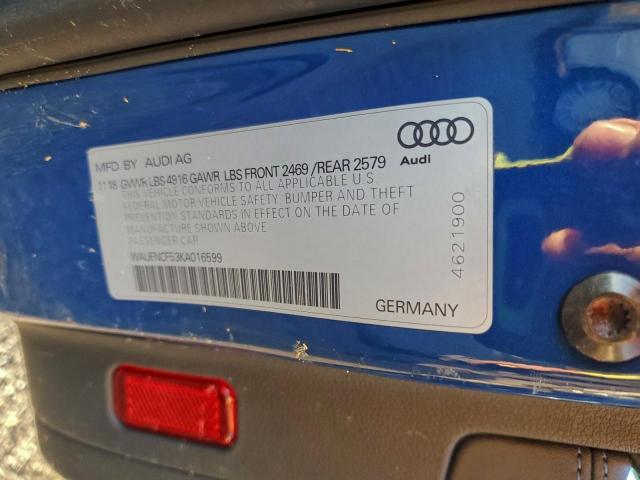 MFD. BY AUDI AG
11 18 GVWR LBS 4916 GAWR LBS FRONT 2469 /REAR 2579
THIS VEHICLE CONFORMS TO ALL APPLICABLE U S
FEDERAL MOTOR VEHICLE SAFETY, BUMPER AND THEFT
PREVENTION STANDARDS IN EFFECT ON THE DATE OF
MANUFACTURE SHOWN ABOVE
PASSENGER CAR
WAUENCF53KA016599
Audi
4621900
GERMANY